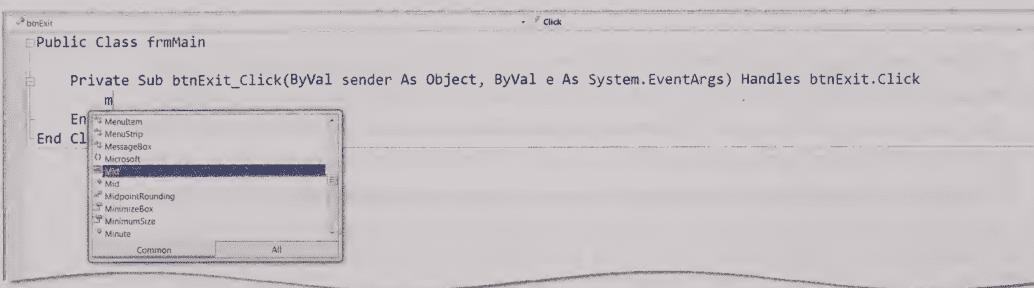 btnExit Click
Public Class frmMain
Private Sub btnExit_Click(ByVal sender As Object, ByVal e As System.EventArgs) Handles btnExit.Click
m
En
MenuItem
MenuStrip
End Cl
MessageBox
Microsoft
Mid
Mid
MidpointRounding
MinimizeBox
MinimumSize
Minute
Common All